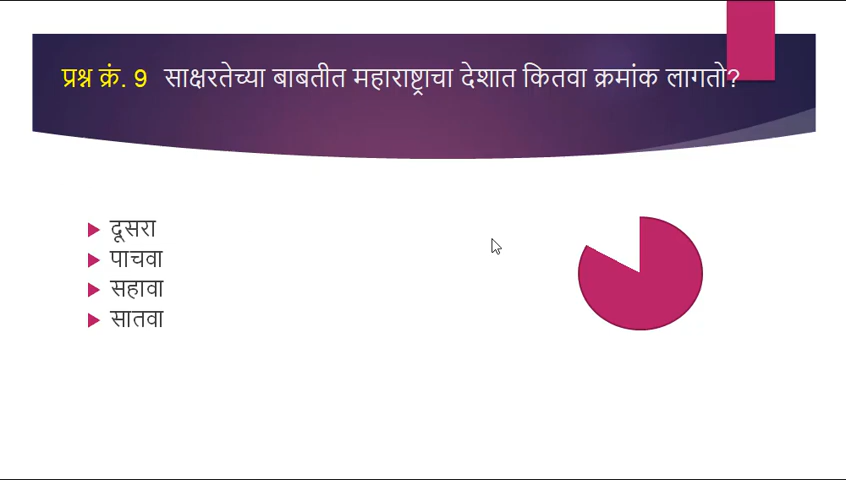 प्रश्न क्रं. 9 साक्षरतेच्या बाबतीत महाराष्ट्राचा देशात कितवा क्रमांक लागतो?
दूसरा
पाचवा
सहावा
सातवा